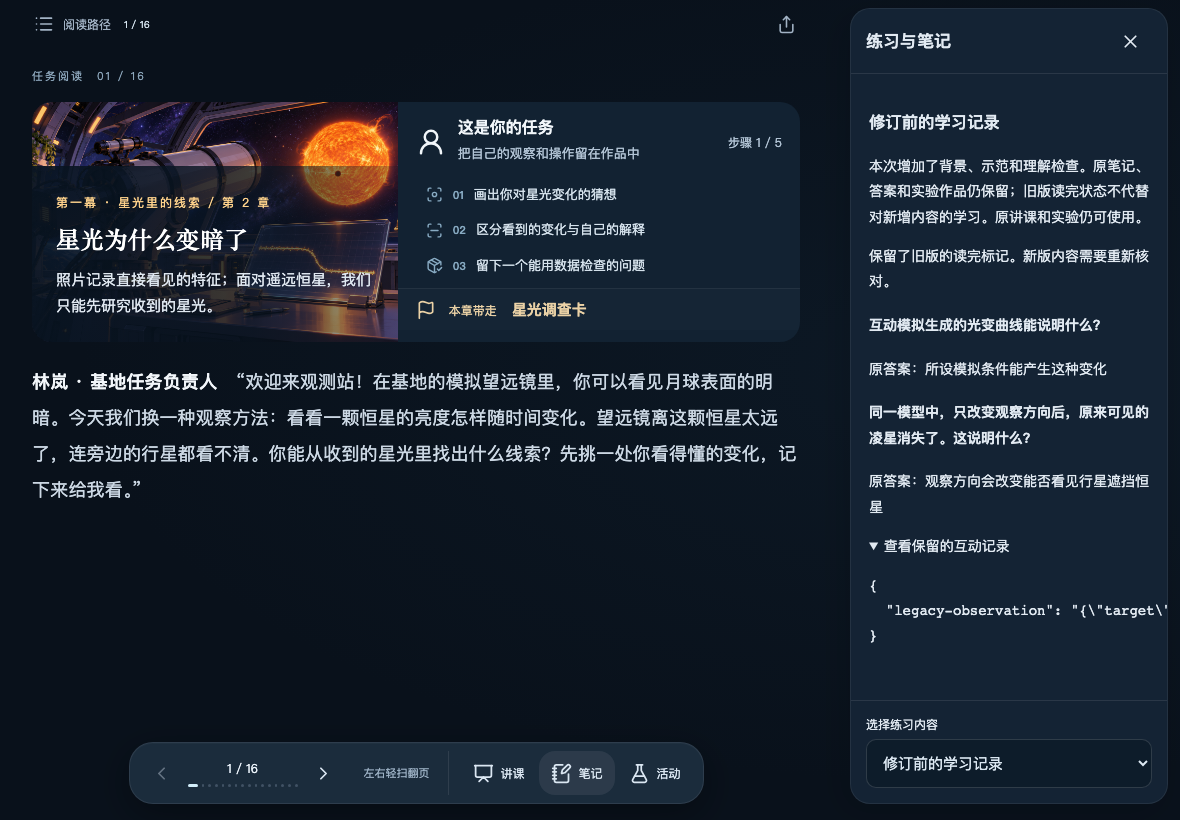 阅读路径 1 / 16
任务阅读 01 / 16
第一幕 · 星光里的线索 / 第 2 章
星光为什么变暗了
照片记录直接看见的特征；面对遥远恒星，我们
只能先研究收到的星光。
这是你的任务
把自己的观察和操作留在作品中
步骤 1 / 5
01 画出你对星光变化的猜想
02 区分看到的变化与自己的解释
03 留下一个能用数据检查的问题
本章带走 星光调查卡
林岚 · 基地任务负责人 “欢迎来观测站！在基地的模拟望远镜里，你可以看见月球表面的明
暗。今天我们换一种观察方法：看看一颗恒星的亮度怎样随时间变化。望远镜离这颗恒星太远
了，连旁边的行星都看不清。你能从收到的星光里找出什么线索？先挑一处你看得懂的变化，记
下来给我看。”
1 / 16
左右轻扫翻页
讲课
笔记
活动
练习与笔记
修订前的学习记录
本次增加了背景、示范和理解检查。原笔记、
答案和实验作品仍保留；旧版读完状态不代替
对新增内容的学习。原讲课和实验仍可使用。
保留了旧版的读完标记。新版内容需要重新核
对。
互动模拟生成的光变曲线能说明什么？
原答案：所设模拟条件能产生这种变化
同一模型中，只改变观察方向后，原来可见的
凌星消失了。这说明什么？
原答案：观察方向会改变能否看见行星遮挡恒
星
▼ 查看保留的互动记录
{
"legacy-observation": "{\"target\"
}
选择练习内容
修订前的学习记录